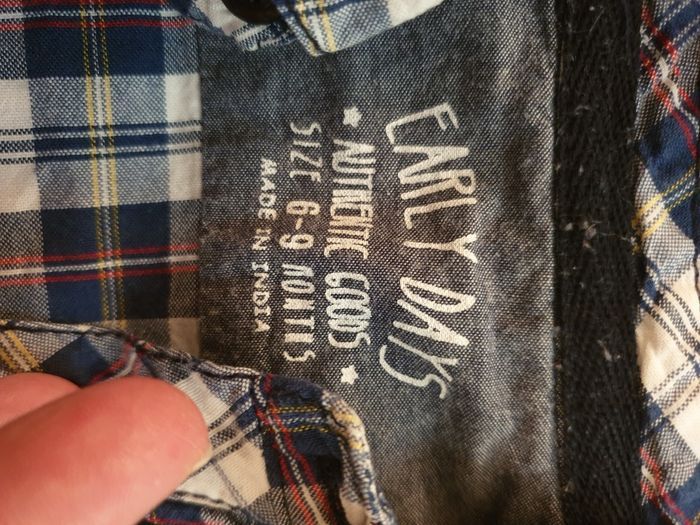 EARLY DAYS
★ AUTHENTIC GOODS ★
SIZE 6-9 MONTHS
MADE IN INDIA